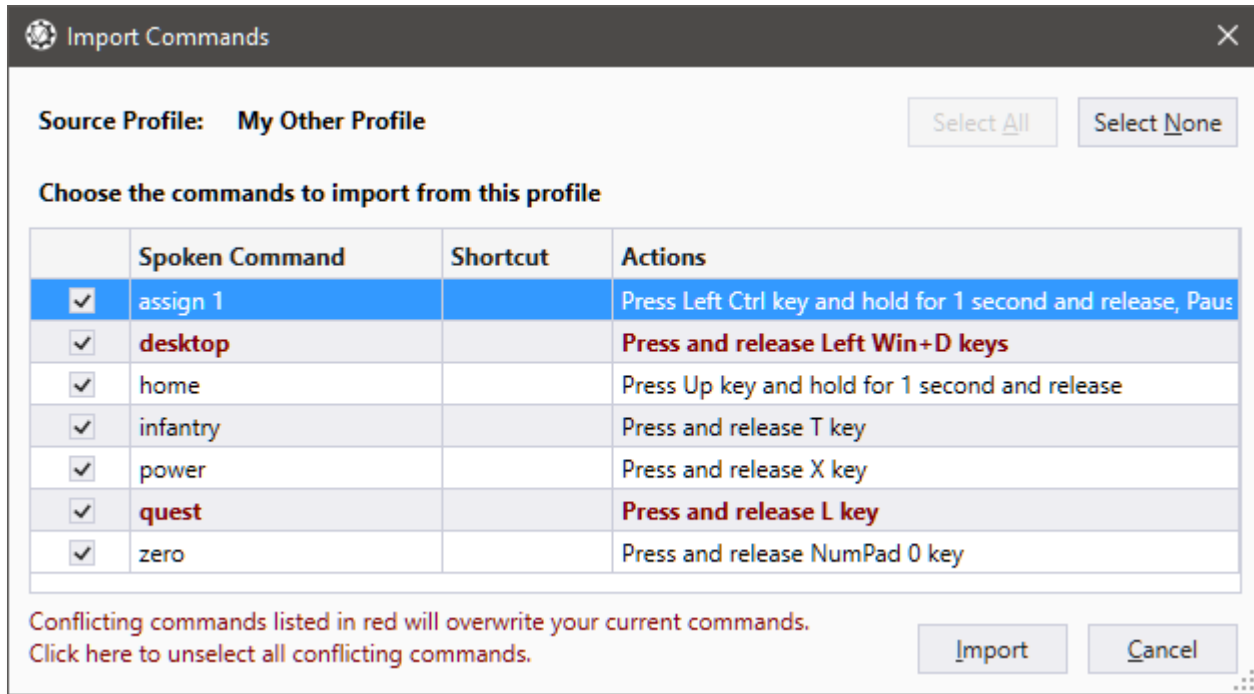 Import Commands
Source Profile: My Other Profile
Select All
Select None
Choose the commands to import from this profile
Spoken Command Shortcut Actions
assign 1 Press Left Ctrl key and hold for 1 second and release, Paus
desktop Press and release Left Win+D keys
home Press Up key and hold for 1 second and release
infantry Press and release T key
power Press and release X key
quest Press and release L key
zero Press and release NumPad 0 key
Conflicting commands listed in red will overwrite your current commands.
Click here to unselect all conflicting commands.
Import
Cancel